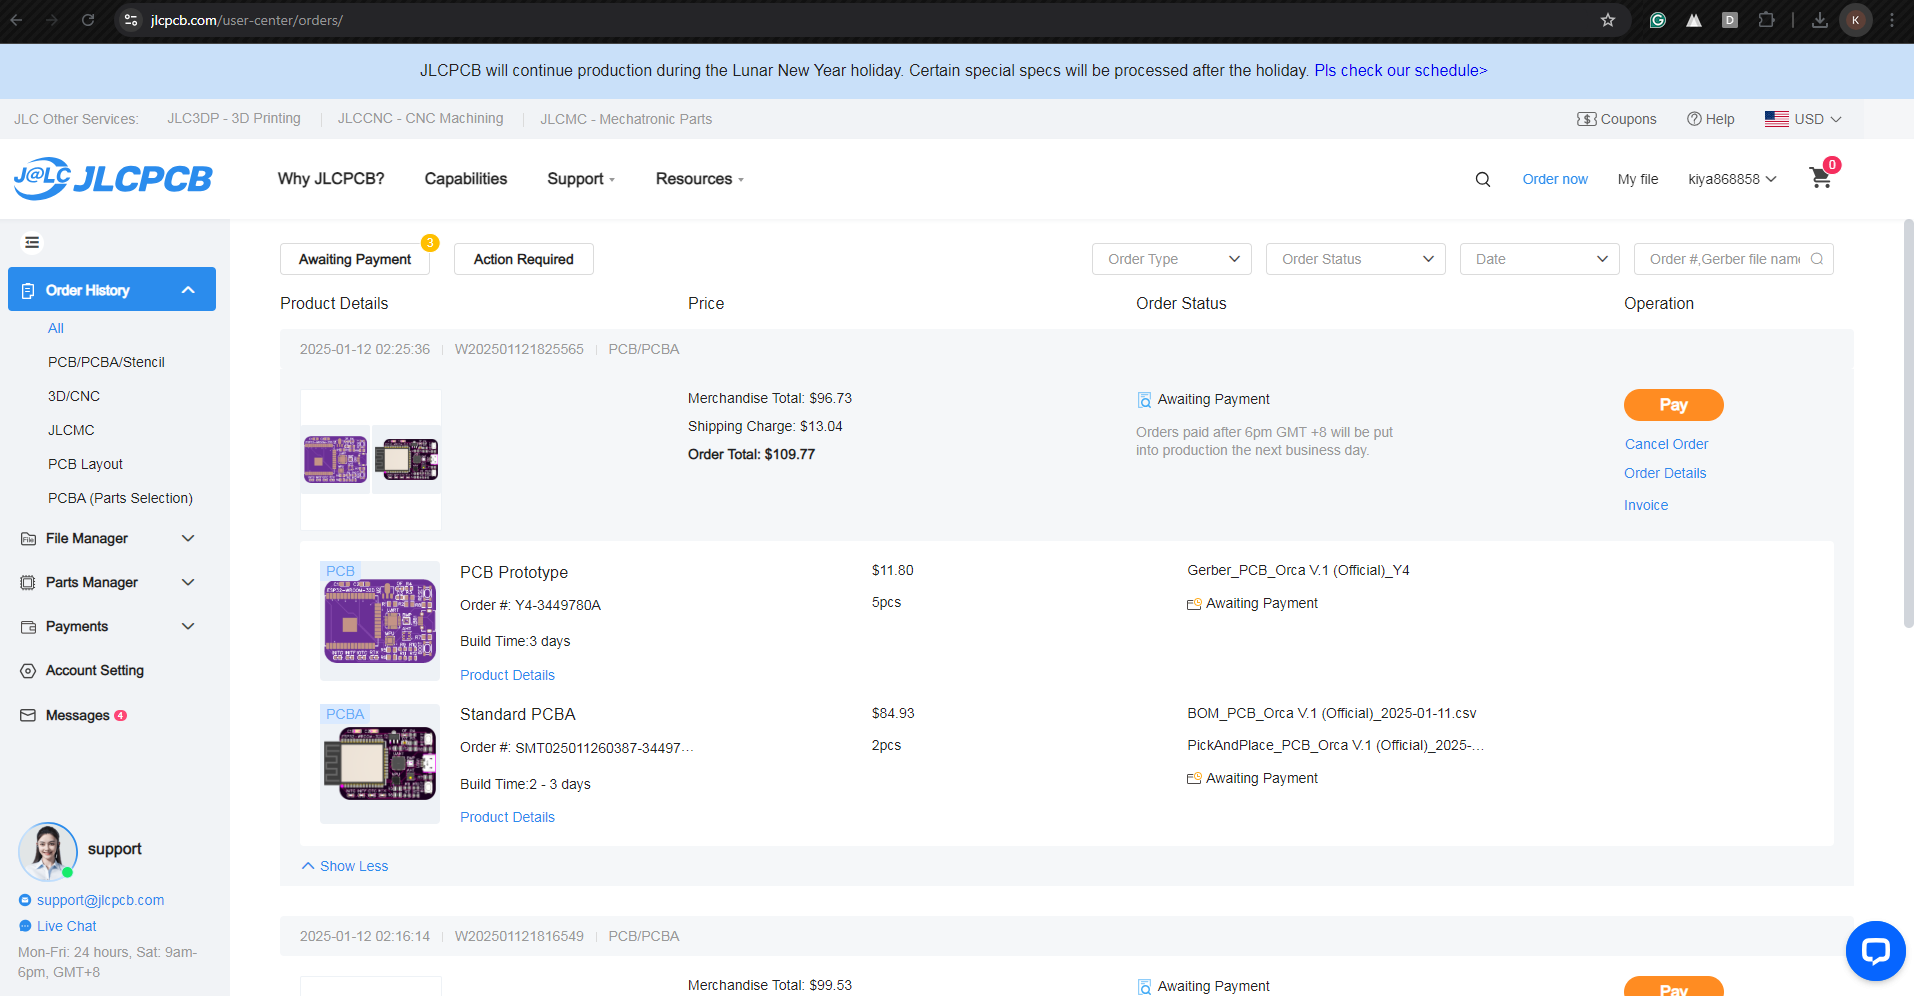 jlcpcb.com/user-center/orders/
K
JLCPCB will continue production during the Lunar New Year holiday. Certain special specs will be processed after the holiday. Pls check our schedule>
JLC Other Services:
JLC3DP - 3D Printing
JLCCNC - CNC Machining
JLCMC - Mechatronic Parts
Coupons
Help
USD
J@LC JLCPCB
Why JLCPCB?
Capabilities
Support
Resources
Order now
My file
kiya868858
0
Order History
All
PCB/PCBA/Stencil
3D/CNC
JLCMC
PCB Layout
PCBA (Parts Selection)
File Manager
Parts Manager
Payments
Account Setting
Messages 4
support
support@jlcpcb.com
Live Chat
Mon-Fri: 24 hours, Sat: 9am-
6pm, GMT+8
Awaiting Payment 3
Action Required
Order Type
Order Status
Date
Order #,Gerber file name
Product Details
Price
Order Status
Operation
2025-01-12 02:25:36
W202501121825565
PCB/PCBA
Merchandise Total: $96.73
Shipping Charge: $13.04
Order Total: $109.77
Awaiting Payment
Orders paid after 6pm GMT +8 will be put
into production the next business day.
Pay
Cancel Order
Order Details
Invoice
PCB
PCB Prototype
Order #: Y4-3449780A
Build Time:3 days
Product Details
$11.80
5pcs
Gerber_PCB_Orca V.1 (Official)_Y4
Awaiting Payment
PCBA
Standard PCBA
Order #: SMT025011260387-34497...
Build Time:2 - 3 days
Product Details
$84.93
2pcs
BOM_PCB_Orca V.1 (Official)_2025-01-11.csv
PickAndPlace_PCB_Orca V.1 (Official)_2025-...
Awaiting Payment
Show Less
2025-01-12 02:16:14
W202501121816549
PCB/PCBA
Merchandise Total: $99.53
Awaiting Payment
Pay